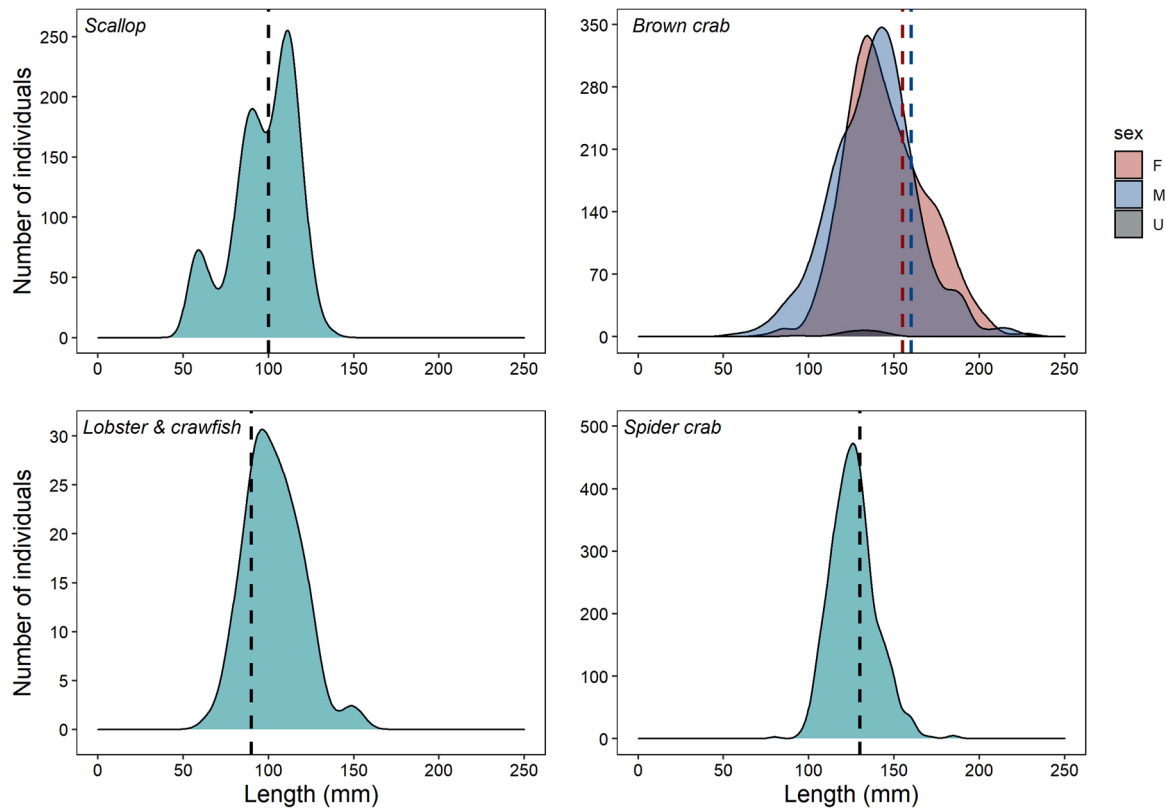 Scallop
Number of individuals
250
200
150
100
50
0
0 50 100 150 200 250
Brown crab
350
280
210
140
70
0
0 50 100 150 200 250
sex
F
M
U
Lobster & crawfish
Number of individuals
30
25
20
15
10
5
0
0 50 100 150 200 250
Length (mm)
Spider crab
500
400
300
200
100
0
0 50 100 150 200 250
Length (mm)